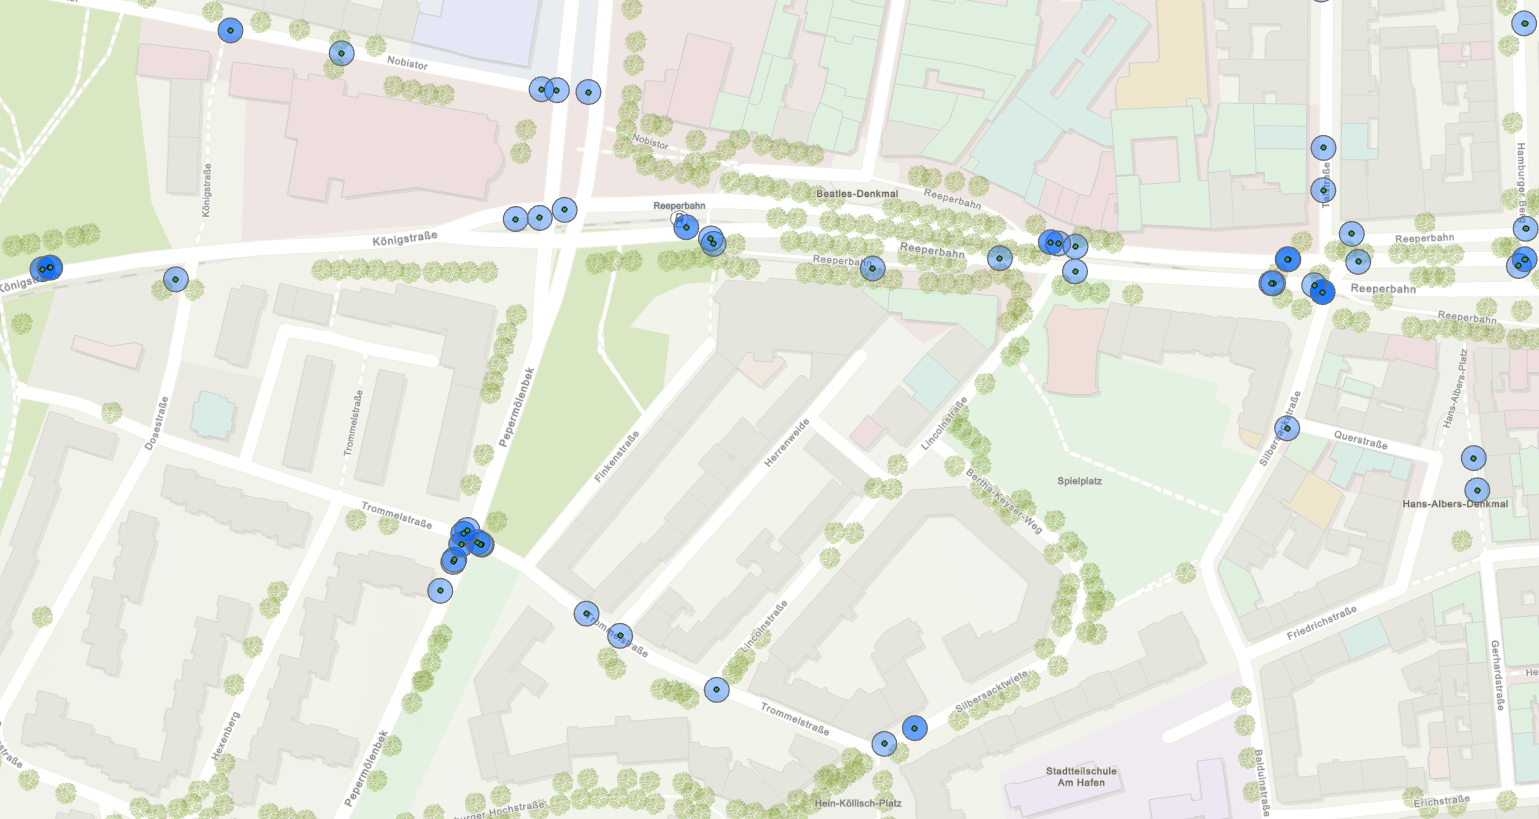 Nobistor
Nobistor
Königstraße
Hamburger Berg
Beatles-Denkmal
Reeperbahn
Reeperbahn
Königstraße
Reeperbahn
Reeperbahn
Reeperbahn
Reeperbahn
Reeperbahn
Pepermölenbek
Dosestraße
Trommelstraße
Finkenstraße
Herrenweide
Lincolnstraße
Querstraße
Hans-Albers-Platz
Spielplatz
Bertha-Keyser-Weg
Hans-Albers-Denkmal
Trommelstraße
Lincolnstraße
Friedrichstraße
Gerhardstraße
Silbersacktwiete
Trommelstraße
Hexenberg
Pepermölenbek
Stadtteilschule
Am Hafen
Balduinstraße
Hein-Köllisch-Platz
Erichstraße